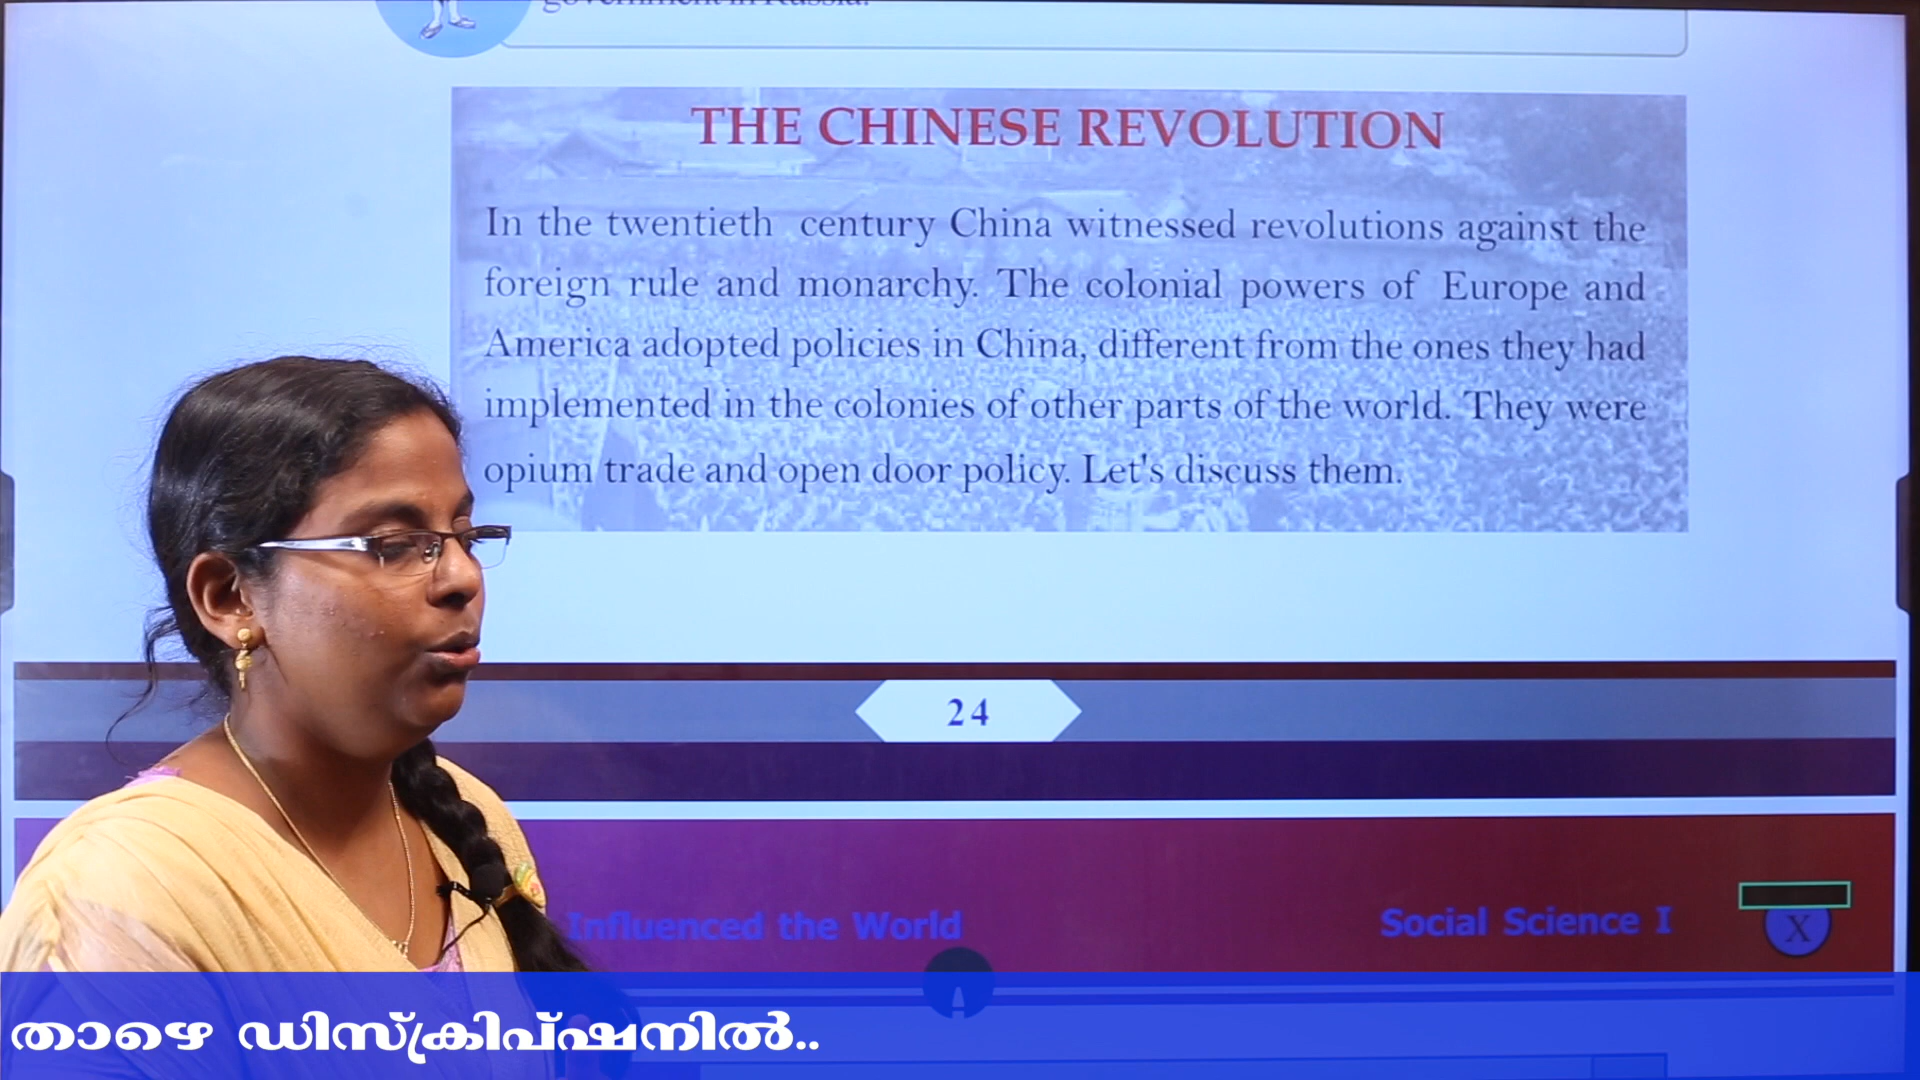 government in Russia.
THE CHINESE REVOLUTION
In the twentieth century China witnessed revolutions against the
foreign rule and monarchy. The colonial powers of Europe and
America adopted policies in China, different from the ones they had
implemented in the colonies of other parts of the world. They were
opium trade and open door policy. Let's discuss them.
24
Influenced the World
Social Science I
X
താഴെ ഡിസ്ക്രിപ്ഷനിൽ..